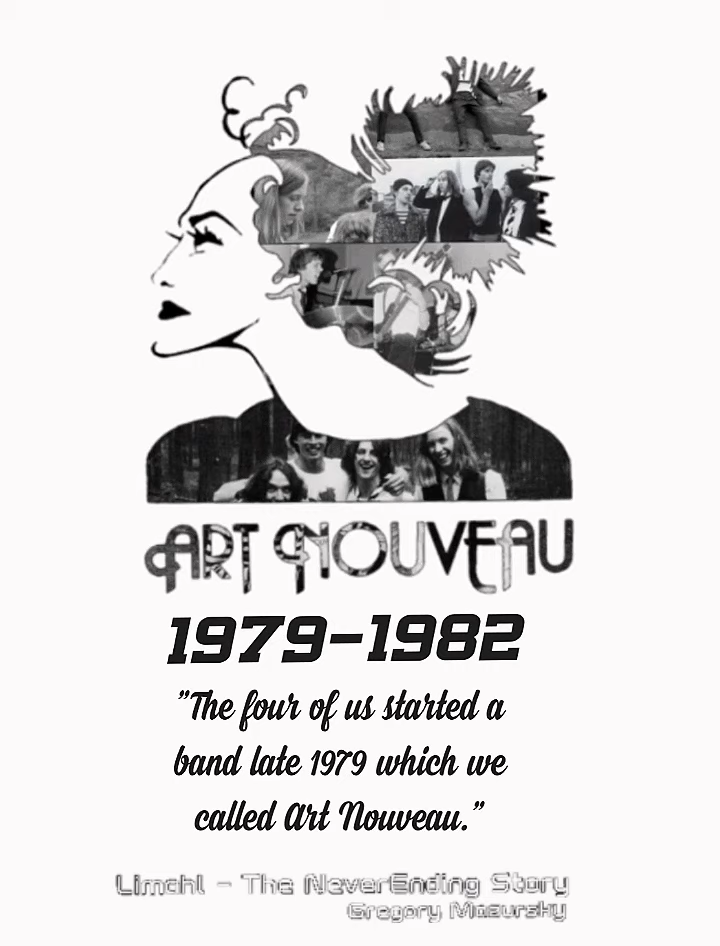 ART NOUVEAU
1979-1982
"The four of us started a
band late 1979 which we
called Art Nouveau."
Limahl - The NeverEnding Story
Gregory Mazursky